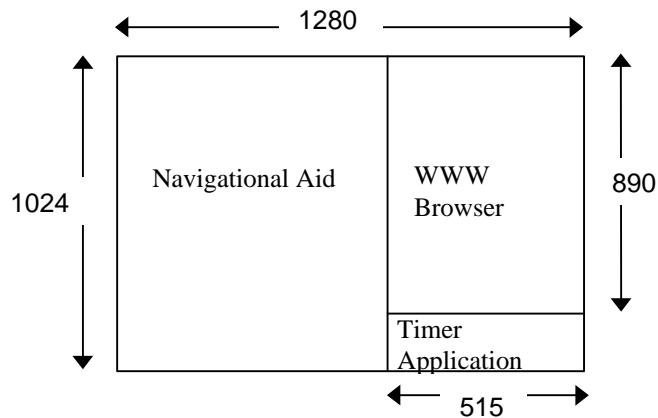 1280
Navigational Aid
WWW
Browser
1024
890
Timer
Application
515